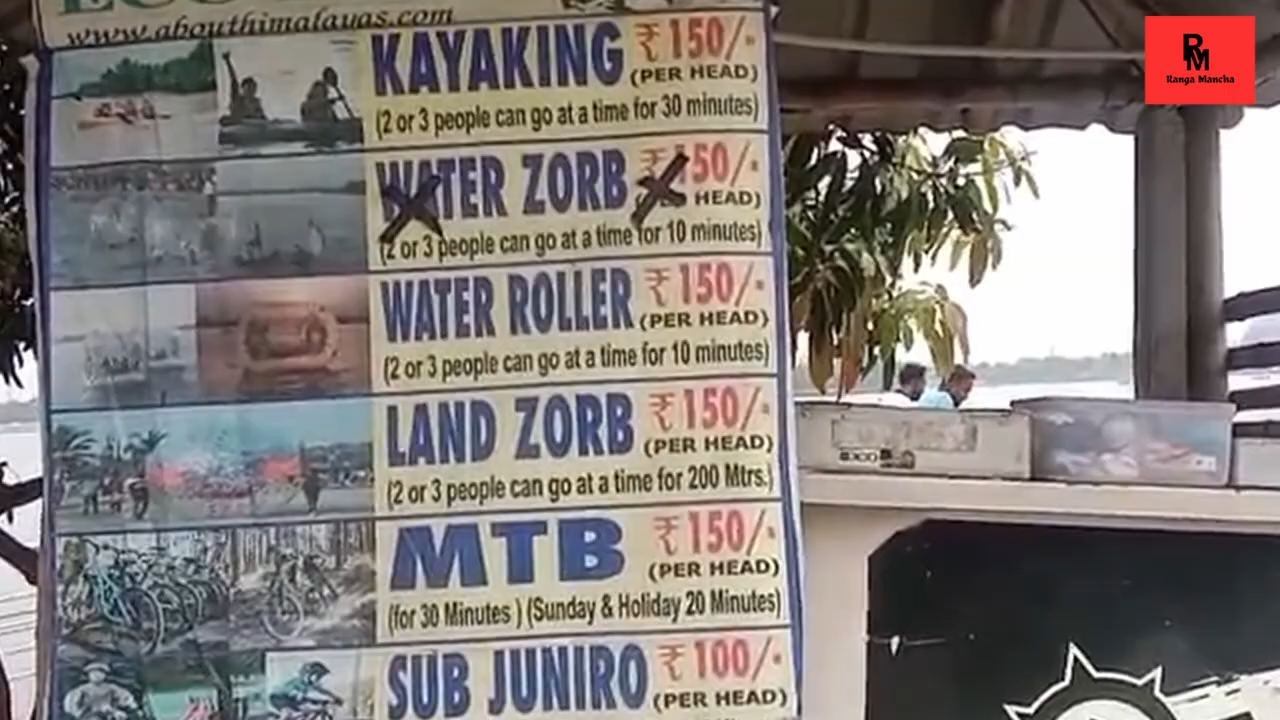 www.abouthimalayas.com
KAYAKING ₹150/-
(PER HEAD)
(2 or 3 people can go at a time for 30 minutes)
WATER ZORB ₹150/-
HEAD)
(2 or 3 people can go at a time for 10 minutes)
WATER ROLLER ₹150/-
(PER HEAD)
(2 or 3 people can go at a time for 10 minutes)
LAND ZORB ₹150/-
(PER HEAD)
(2 or 3 people can go at a time for 200 Mtrs.)
MTB ₹150/-
(PER HEAD)
(for 30 Minutes ) (Sunday & Holiday 20 Minutes)
SUB JUNIRO ₹100/-
(PER HEAD)
RM
Ranga Mancha